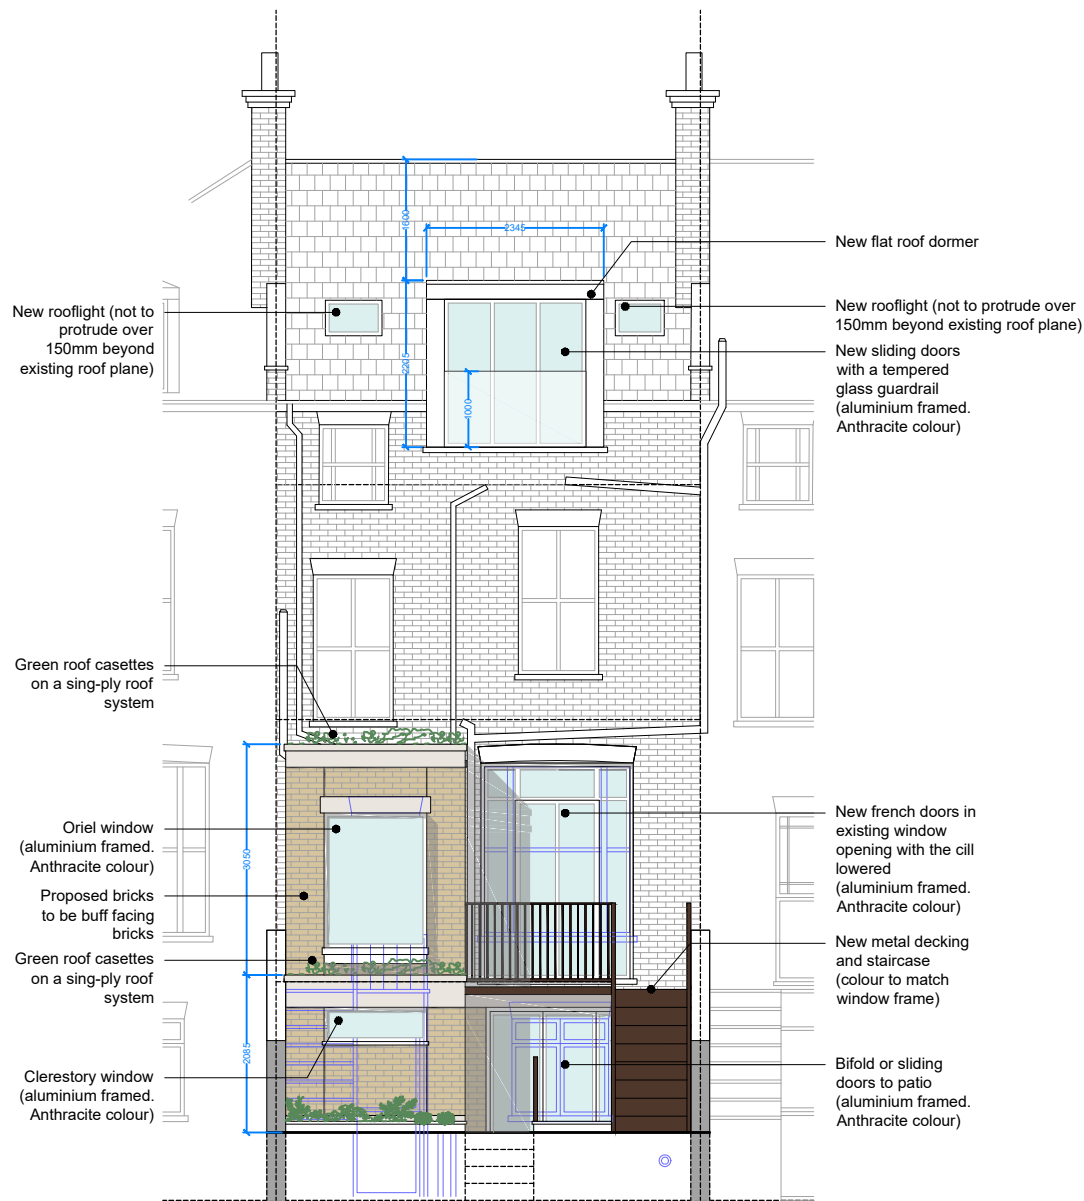 1600
2345
New flat roof dormer
New rooflight (not to
protrude over
150mm beyond
existing roof plane)
New rooflight (not to protrude over
150mm beyond existing roof plane)
2205
1000
New sliding doors
with a tempered
glass guardrail
(aluminium framed.
Anthracite colour)
Green roof casettes
on a sing-ply roof
system
Oriel window
(aluminium framed.
Anthracite colour)
3050
Proposed bricks
to be buff facing
bricks
Green roof casettes
on a sing-ply roof
system
New french doors in
existing window
opening with the cill
lowered
(aluminium framed.
Anthracite colour)
New metal decking
and staircase
(colour to match
window frame)
2085
Clerestory window
(aluminium framed.
Anthracite colour)
Bifold or sliding
doors to patio
(aluminium framed.
Anthracite colour)